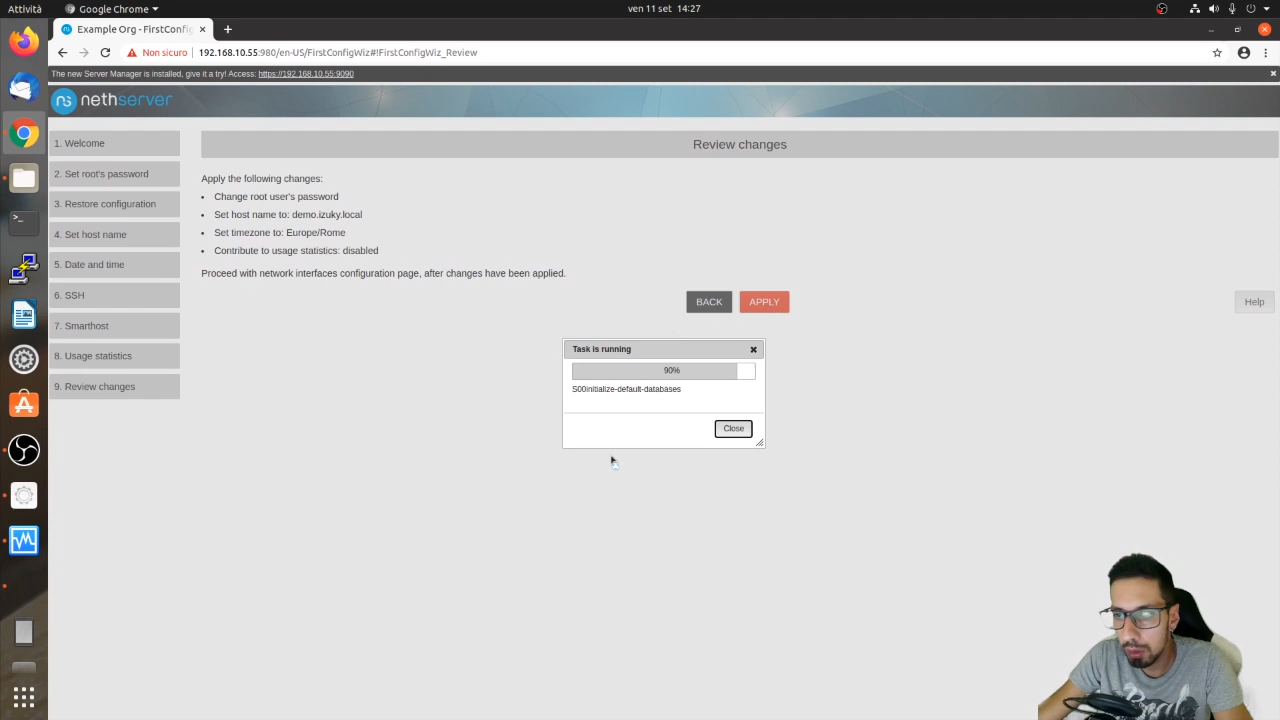 Attività
Google Chrome
ven 11 set 14:27
Example Org - FirstConfig
Non sicuro
192.168.10.55:980/en-US/FirstConfigWiz#!FirstConfigWiz_Review
The new Server Manager is installed, give it a try! Access: https://192.168.10.55:9090
ns nethserver
1. Welcome
2. Set root's password
3. Restore configuration
4. Set host name
5. Date and time
6. SSH
7. Smarthost
8. Usage statistics
9. Review changes
Review changes
Apply the following changes:
• Change root user's password
• Set host name to: demo.izuky.local
• Set timezone to: Europe/Rome
• Contribute to usage statistics: disabled
Proceed with network interfaces configuration page, after changes have been applied.
BACK
APPLY
Help
Task is running
90%
S00initialize-default-databases
Close